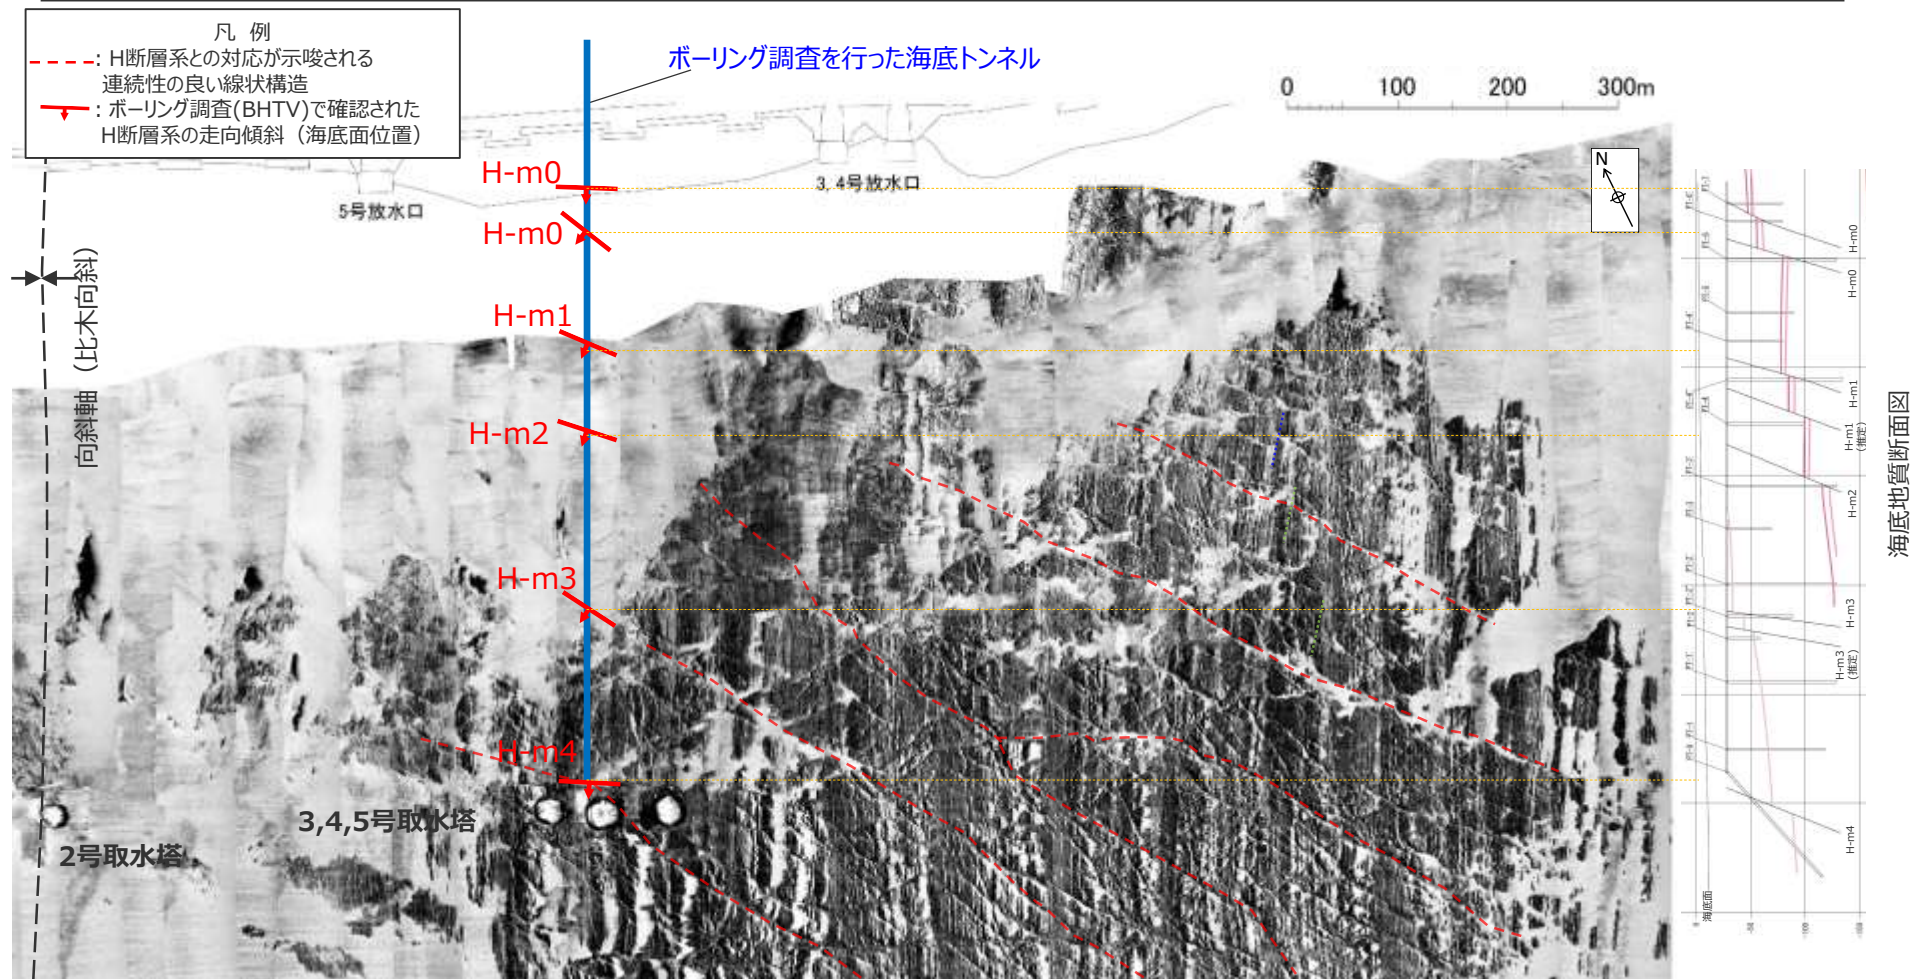 凡 例
: H断層系との対応が示唆される
連続性の良い線状構造
: ボーリング調査(BHTV)で確認された
H断層系の走向傾斜（海底面位置）
ボーリング調査を行った海底トンネル
0 100 200 300m
N
H-m0
3,4号放水口
5号放水口
H-m0
H-m1
H-m2
H-m3
H-m4
向斜軸（比木向斜）
3,4,5号取水塔
2号取水塔
H-m0
H-m0
H-m1
H-m1
(推定)
H-m2
H-m3
H-m3
(推定)
H-m4
海底面
海底地質断面図